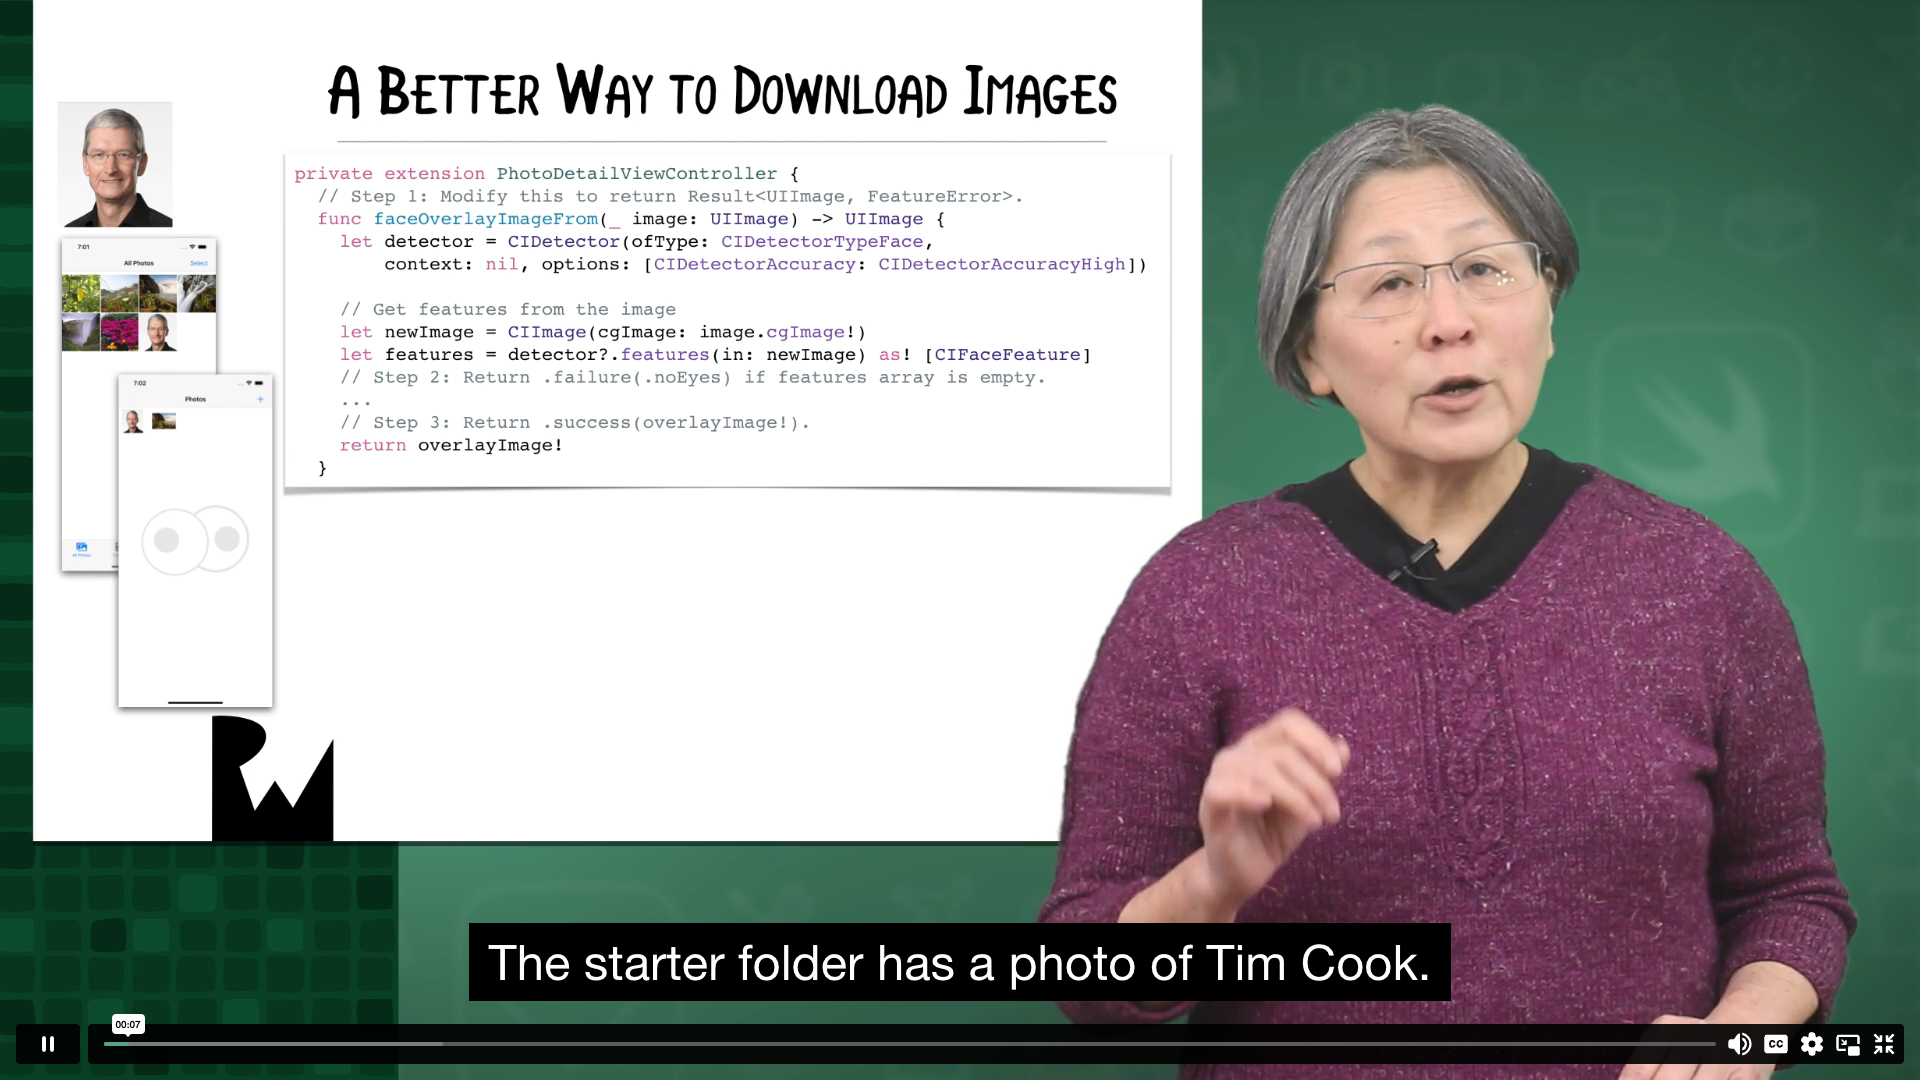 A Better Way to Download Images
private extension PhotoDetailViewController {
// Step 1: Modify this to return Result<UIImage, FeatureError>.
func faceOverlayImageFrom(_ image: UIImage) -> UIImage {
let detector = CIDetector(ofType: CIDetectorTypeFace,
context: nil, options: [CIDetectorAccuracy: CIDetectorAccuracyHigh])
// Get features from the image
let newImage = CIImage(cgImage: image.cgImage!)
let features = detector?.features(in: newImage) as! [CIFaceFeature]
// Step 2: Return .failure(.noEyes) if features array is empty.
...
// Step 3: Return .success(overlayImage!).
return overlayImage!
}
7:01
All Photos
Select
All Photos
7:02
Photos
+
RW
The starter folder has a photo of Tim Cook.
00:07
CC